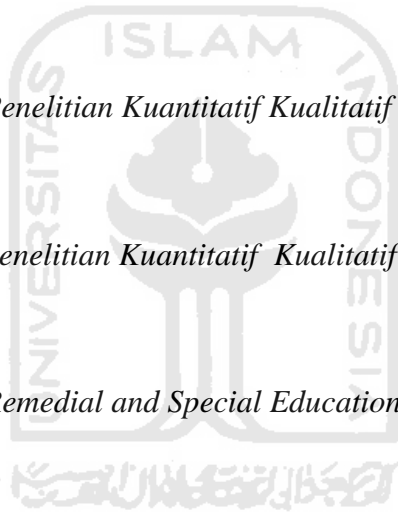 ISLAM
UNIVERSITAS
INDONESIA
Penelitian Kuantitatif Kualitatif
Penelitian Kuantitatif Kualitatif
Remedial and Special Education